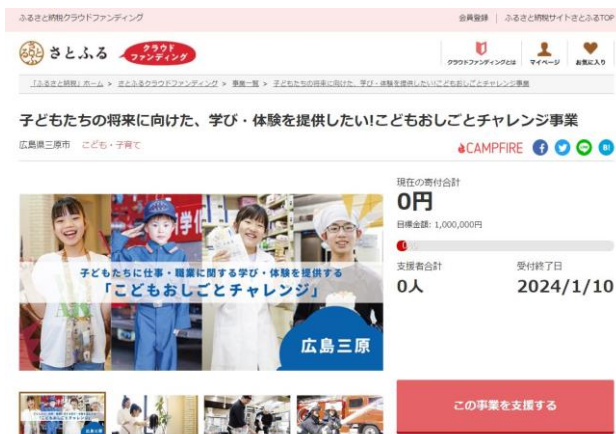 ふるさと納税クラウドファンディング
会員登録 ふるさと納税サイトさとふるTOP
さとふる クラウドファンディング
クラウドファンディングとは マイページ お気に入り
「ふるさと納税」ホーム > さとふるクラウドファンディング > 事業一覧 > 子どもたちの将来に向けた、学び・体験を提供したい!こどもおしごとチャレンジ事業
子どもたちの将来に向けた、学び・体験を提供したい!こどもおしごとチャレンジ事業
広島県三原市 こども・子育て
CAMPFIRE
現在の寄付合計
0円
目標金額: 1,000,000円
支援者合計 受付終了日
0人 2024/1/10
子どもたちに仕事・職業に関する学び・体験を提供する
「こどもおしごとチャレンジ」
広島三原
この事業を支援する